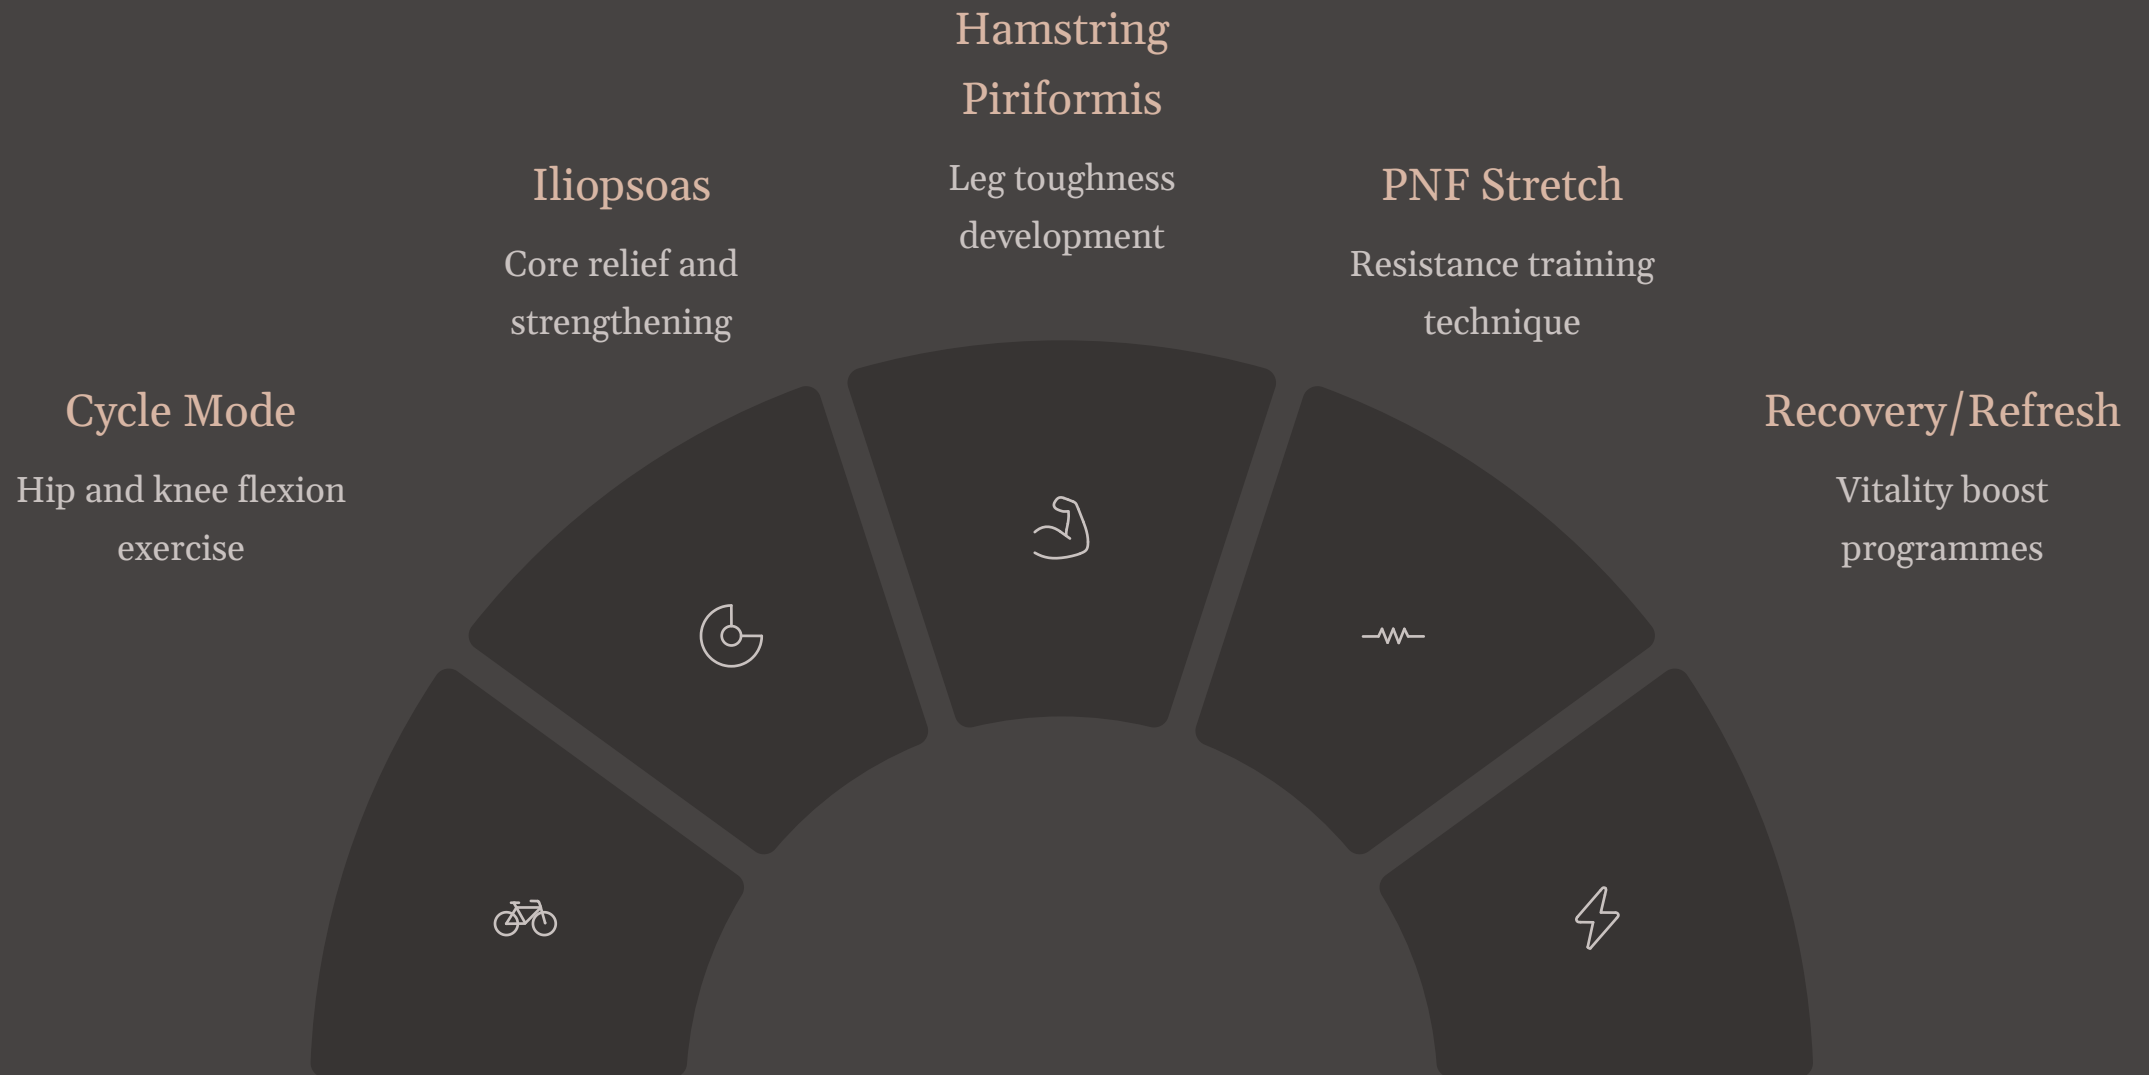 Hamstring
Piriformis
Leg toughness
development
Iliopsoas
Core relief and
strengthening
PNF Stretch
Resistance training
technique
Cycle Mode
Hip and knee flexion
exercise
Recovery/Refresh
Vitality boost
programmes